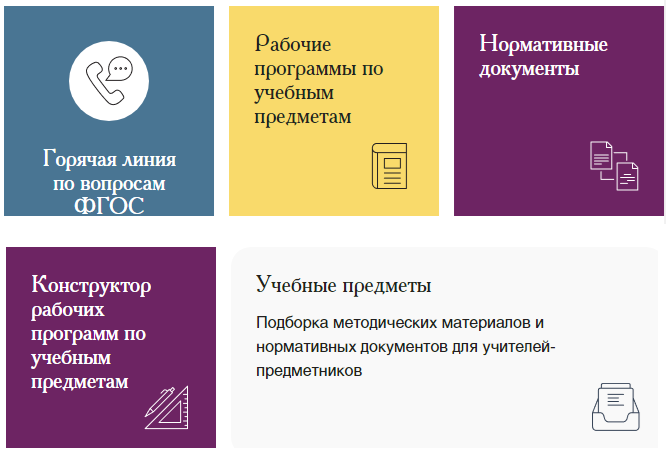 Горячая линия
по вопросам
ФГОС
Рабочие
программы по
учебным
предметам
Нормативные
документы
Конструктор
рабочих
программ по
учебным
предметам
Учебные предметы
Подборка методических материалов и
нормативных документов для учителей-
предметников